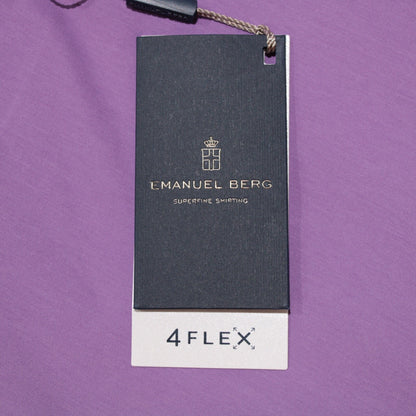 EMANUEL BERG
SUPERFINE SHIRTING
4FLEX